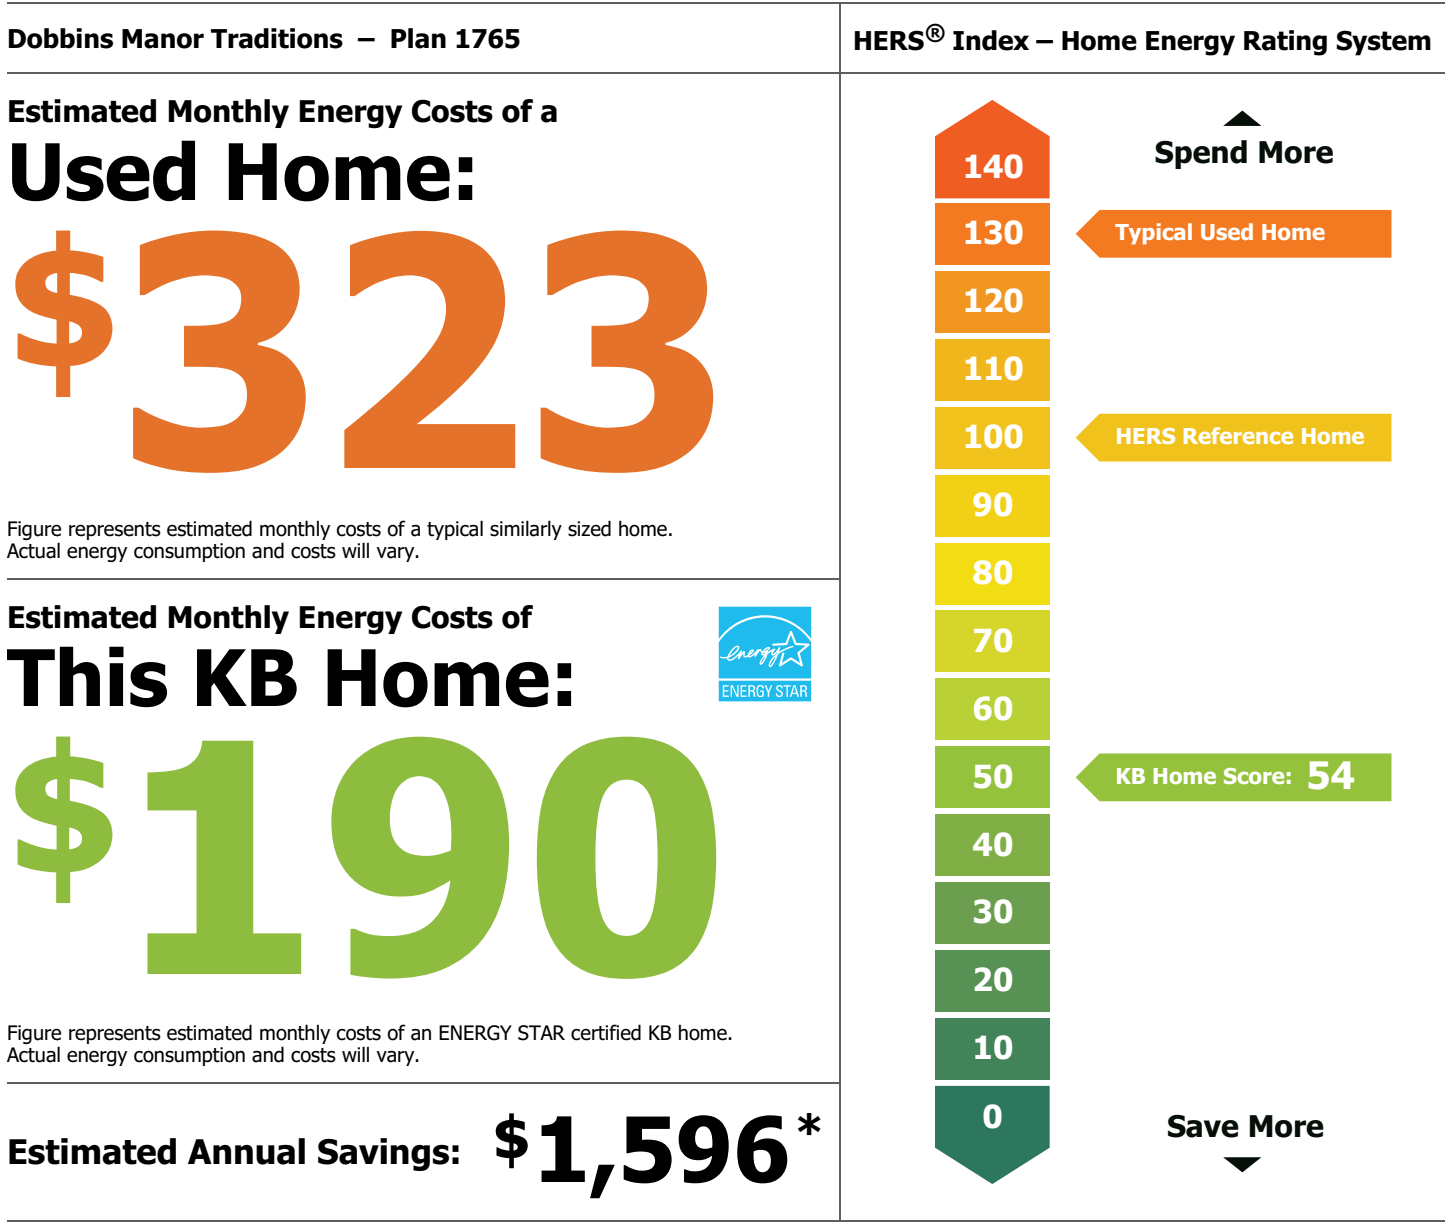 Dobbins Manor Traditions – Plan 1765
Estimated Monthly Energy Costs of a
Used Home:
$323
Figure represents estimated monthly costs of a typical similarly sized home.
Actual energy consumption and costs will vary.
Estimated Monthly Energy Costs of
This KB Home:
energy
ENERGY STAR
$190
Figure represents estimated monthly costs of an ENERGY STAR certified KB home.
Actual energy consumption and costs will vary.
Estimated Annual Savings: $1,596*
HERS® Index – Home Energy Rating System
Spend More
140
130 Typical Used Home
120
110
100 HERS Reference Home
90
80
70
60
50 KB Home Score: 54
40
30
20
10
0
Save More